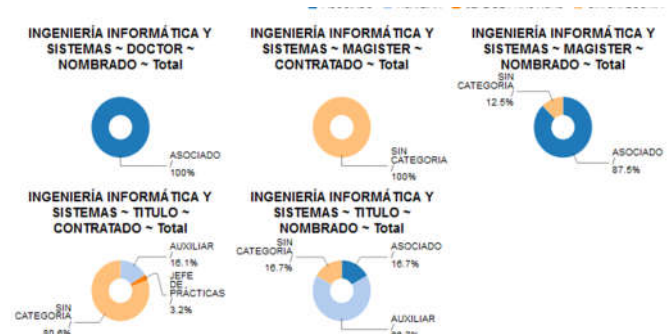 INGENIERÍA INFORMÁTICA Y
SISTEMAS ~ DOCTOR ~
NOMBRADO ~ Total
ASOCIADO
100%
INGENIERÍA INFORMÁTICA Y
SISTEMAS ~ MAGISTER ~
CONTRATADO ~ Total
SIN
CATEGORIA
100%
INGENIERÍA INFORMÁTICA Y
SISTEMAS ~ MAGISTER ~
NOMBRADO ~ Total
SIN
CATEGORIA
12.5%
ASOCIADO
87.5%
INGENIERÍA INFORMÁTICA Y
SISTEMAS ~ TITULO ~
CONTRATADO ~ Total
AUXILIAR
16.1%
JEFE
DE
PRÁCTICAS
3.2%
SIN
CATEGORIA
80.6%
INGENIERÍA INFORMÁTICA Y
SISTEMAS ~ TITULO ~
NOMBRADO ~ Total
SIN
CATEGORIA
16.7%
ASOCIADO
16.7%
AUXILIAR